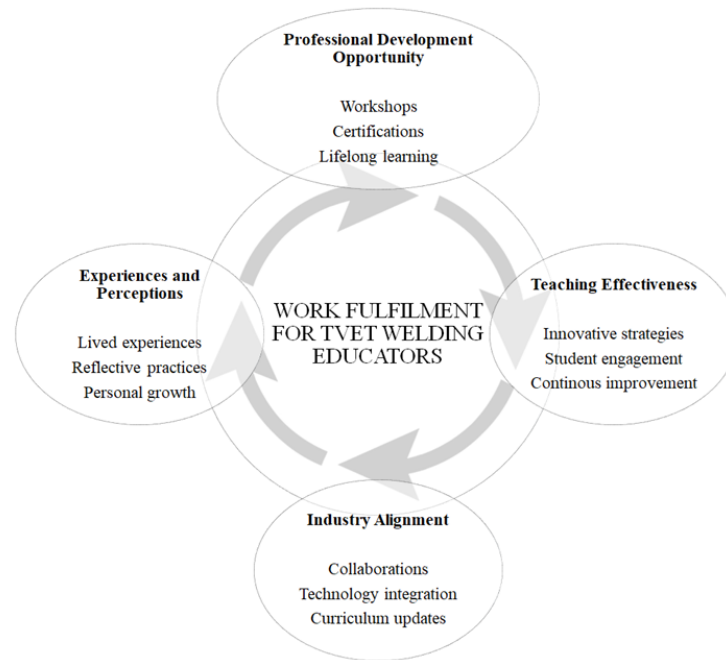 Professional Development
Opportunity
Workshops
Certifications
Lifelong learning
Experiences and
Perceptions
Lived experiences
Reflective practices
Personal growth
WORK FULFILMENT
FOR TVET WELDING
EDUCATORS
Teaching Effectiveness
Innovative strategies
Student engagement
Continous improvement
Industry Alignment
Collaborations
Technology integration
Curriculum updates